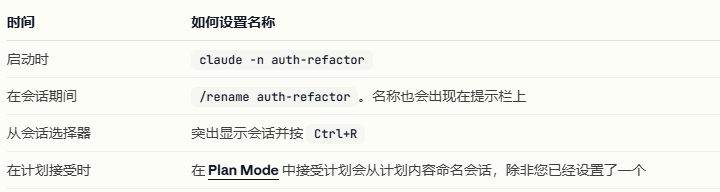 时间 如何设置名称
启动时 claude -n auth-refactor
在会话期间 /rename auth-refactor 。名称也会出现在提示栏上
从会话选择器 突出显示会话并按 Ctrl+R
在计划接受时 在 Plan Mode 中接受计划会从计划内容命名会话，除非您已经设置了一个